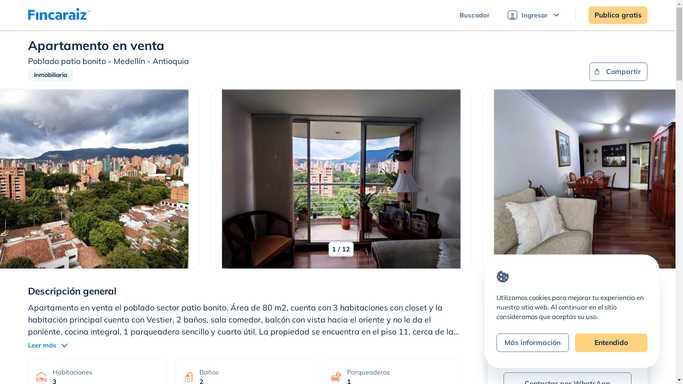 Fincaraiz
Buscador
Ingresar
Publica gratis
Apartamento en venta
Poblado patio bonito - Medellín - Antioquia
Inmobiliaria
Compartir
1 / 12
Descripción general
Apartamento en venta el poblado sector patio bonito. Área de 80 m2, cuenta con 3 habitaciones con closet y la
habitación principal cuenta con Vestier, 2 baños, sala comedor, balcón con vista hacia el oriente y no le da el
poniente, cocina integral, 1 parqueadero sencillo y cuarto útil. La propiedad se encuentra en el piso 11, cerca de la...
Leer más
Habitaciones
3
Baños
2
Parqueaderos
1
Utilizamos cookies para mejorar tu experiencia en
nuestro sitio web. Al continuar en el sitio
consideramos que aceptas su uso.
Más información
Entendido
Contactar por WhatsApp